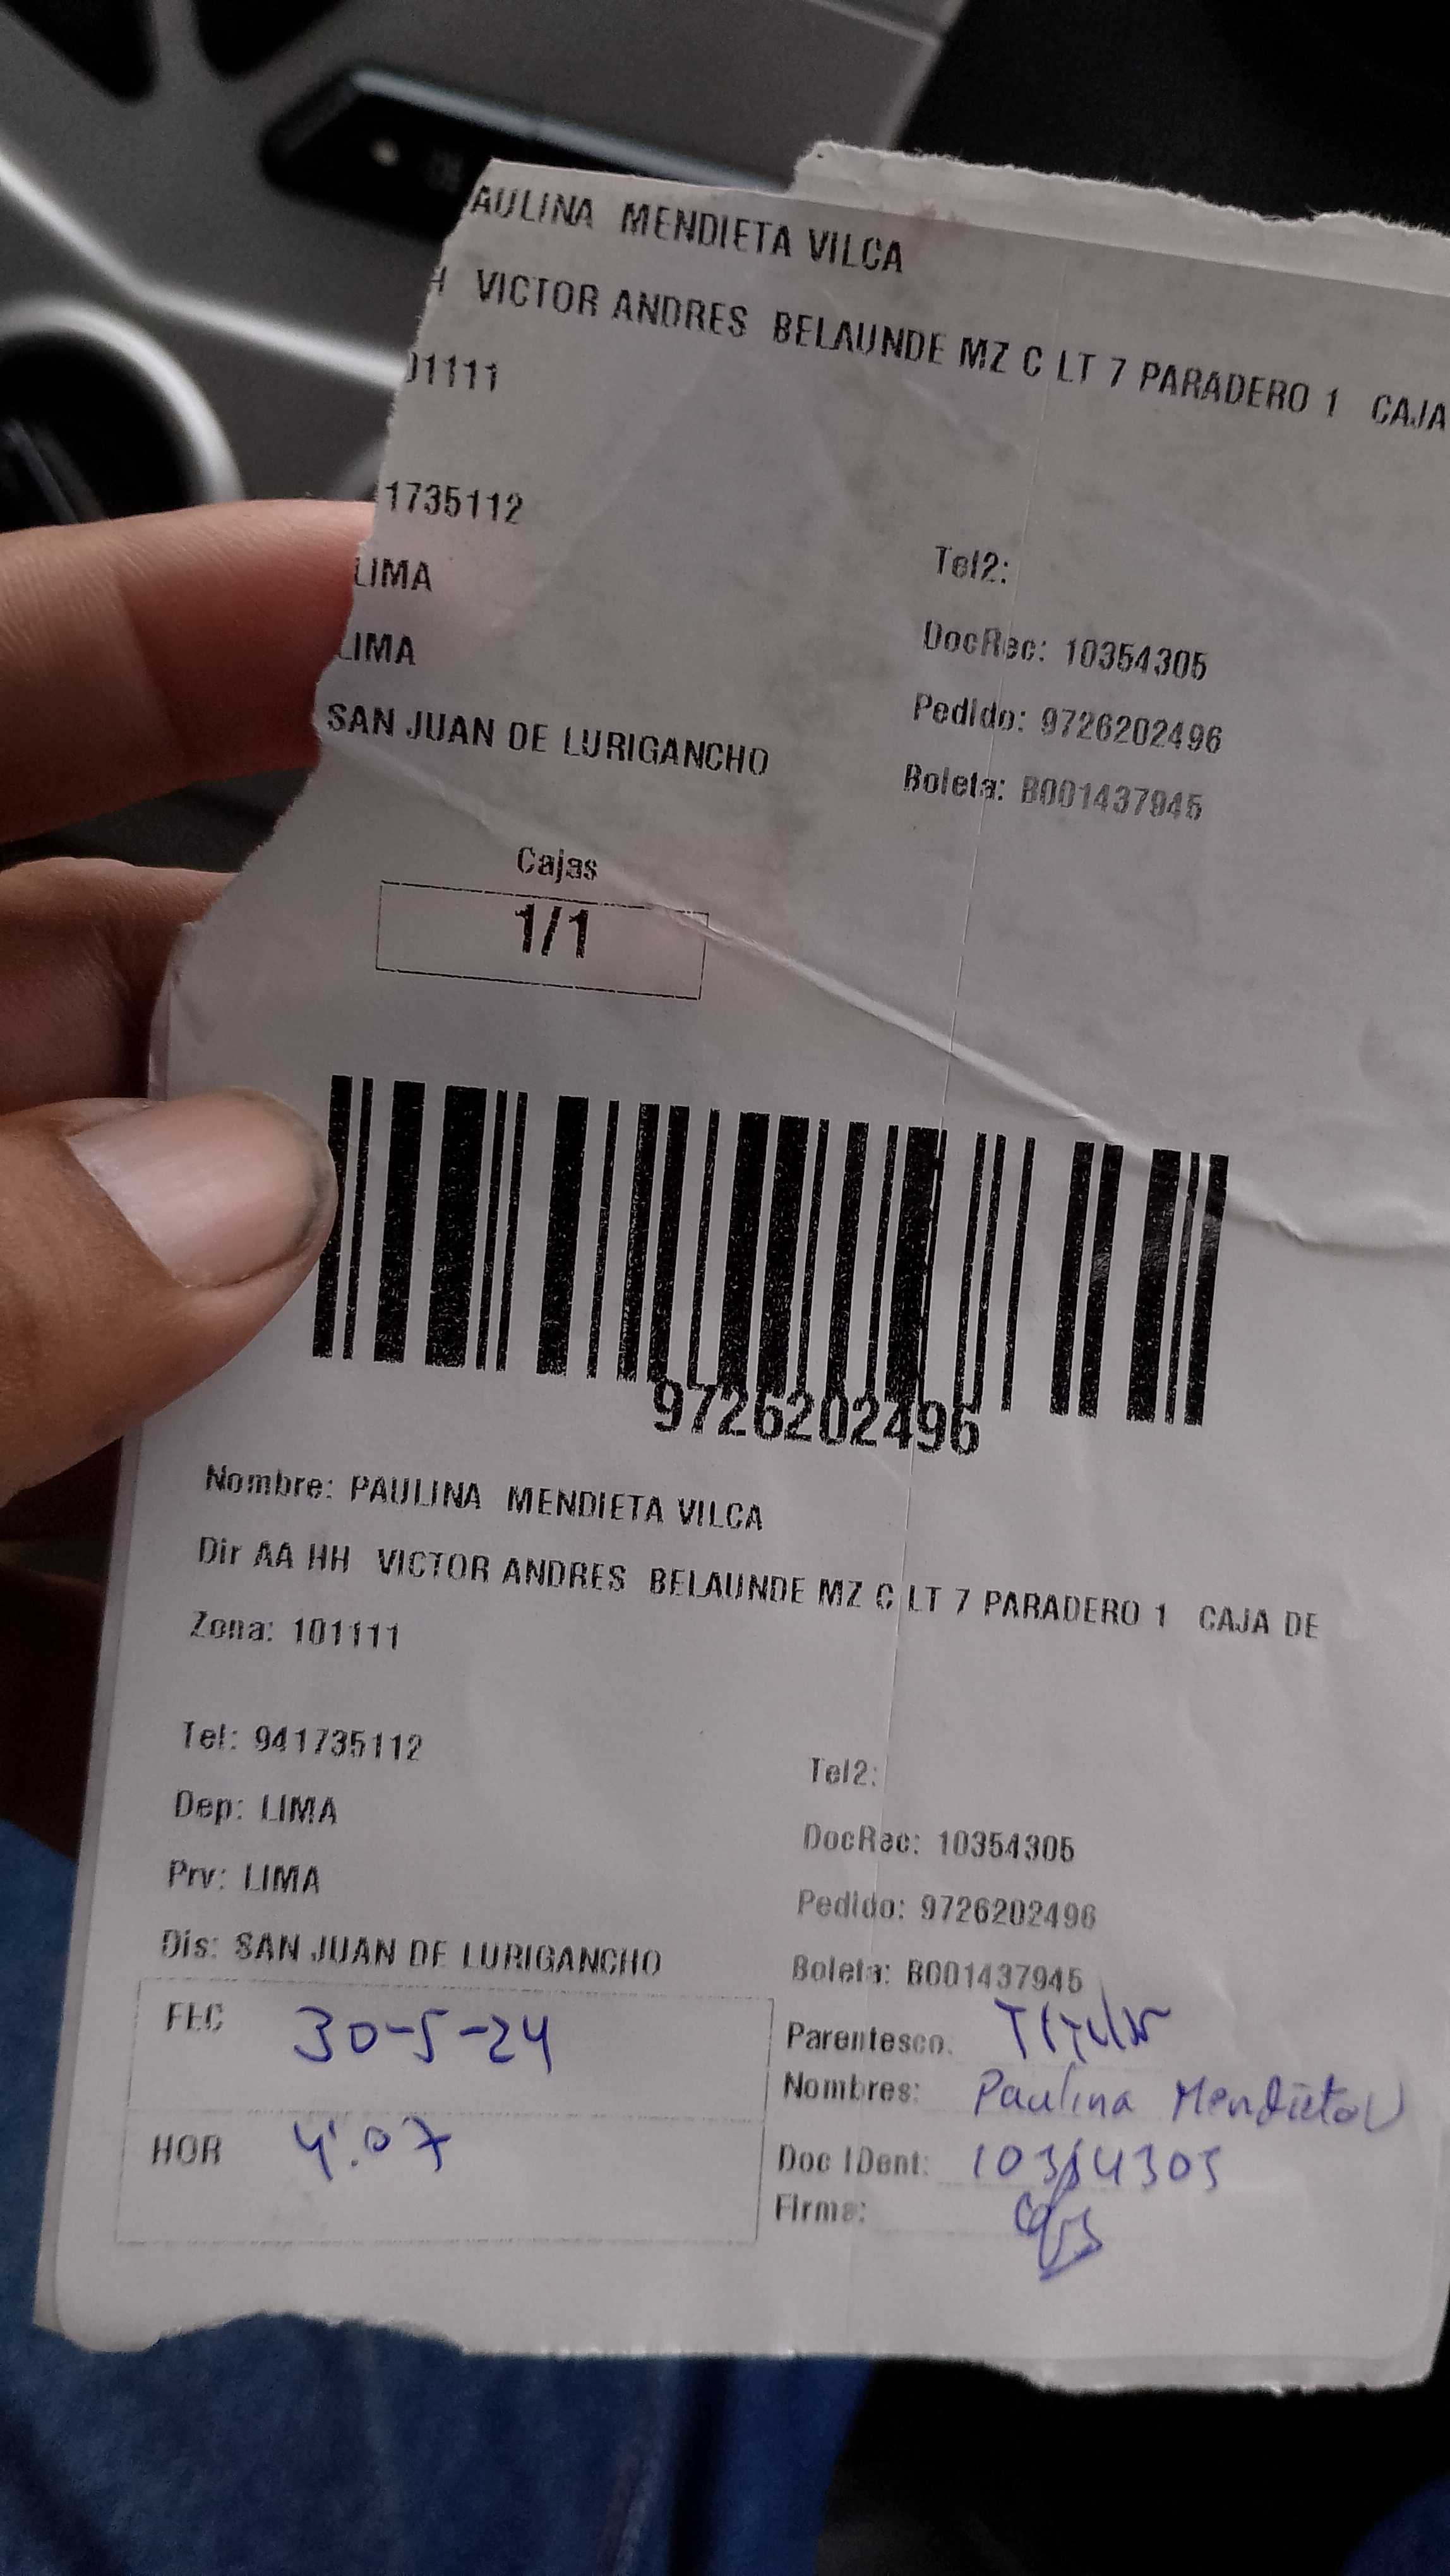 AULINA MENDIETA VILCA
H VICTOR ANDRES BELAUNDE MZ C LT 7 PARADERO 1 CAJA
01111
1735112
Tel2:
LIMA
DocRec: 10354305
LIMA
Pedido: 9726202496
SAN JUAN DE LURIGANCHO
Boleta: B001437945
Cajas
1/1
9726202496
Nombre: PAULINA MENDIETA VILCA
Dir AA HH VICTOR ANDRES BELAUNDE MZ C LT 7 PARADERO 1 CAJA DE
Zona: 101111
Tel: 941735112
Tel2:
Dep: LIMA
DocRec: 10354305
Prv: LIMA
Pedido: 9726202496
Dis: SAN JUAN DE LURIGANCHO
Boleta: B001437945
FEC 30-5-24
Parentesco: Titular
Nombres: Paulina Mendieta V
HOR 4:07
Doc IDent: 10354305
Firma: